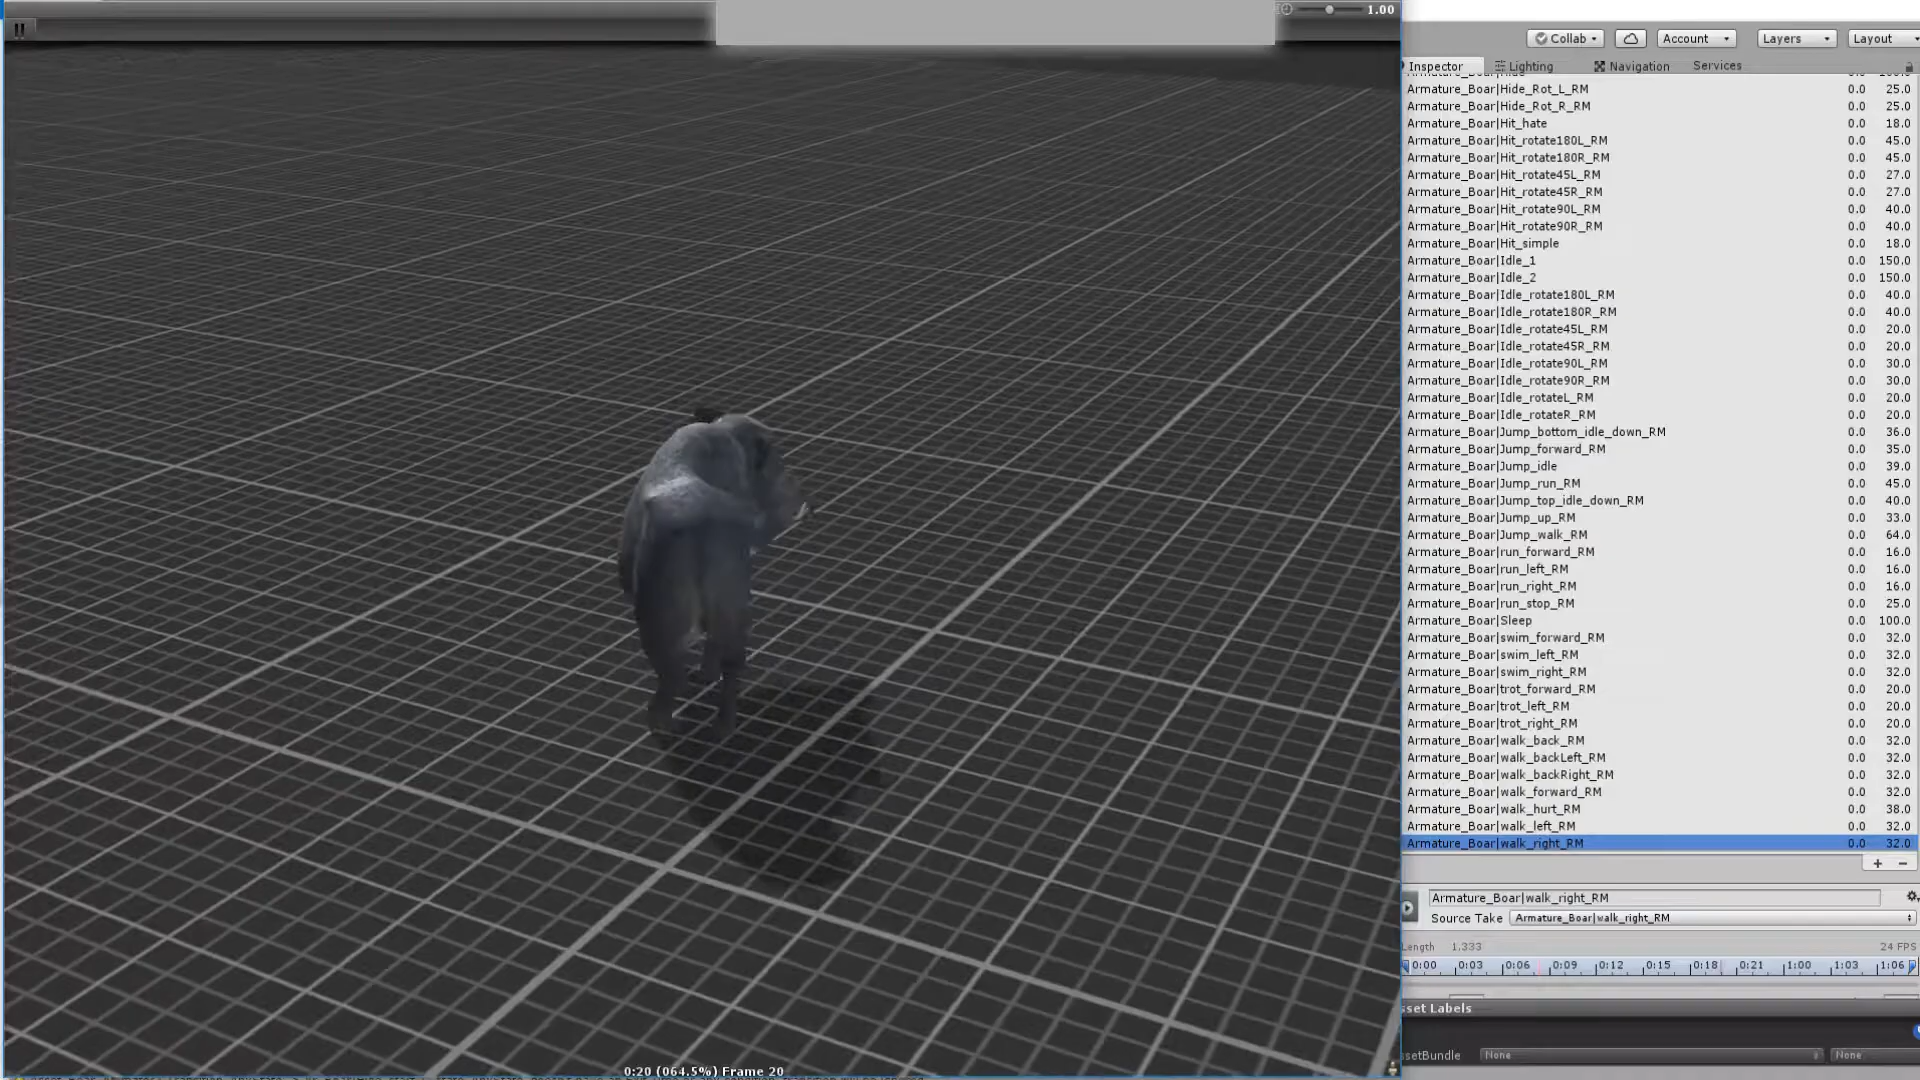 1.00
Collab
Account
Layers
Layout
Inspector
Lighting
Navigation
Services
Armature_Boar|Hide
Armature_Boar|Hide_Rot_L_RM 0.0 25.0
Armature_Boar|Hide_Rot_R_RM 0.0 25.0
Armature_Boar|Hit_hate 0.0 18.0
Armature_Boar|Hit_rotate180L_RM 0.0 45.0
Armature_Boar|Hit_rotate180R_RM 0.0 45.0
Armature_Boar|Hit_rotate45L_RM 0.0 27.0
Armature_Boar|Hit_rotate45R_RM 0.0 27.0
Armature_Boar|Hit_rotate90L_RM 0.0 40.0
Armature_Boar|Hit_rotate90R_RM 0.0 40.0
Armature_Boar|Hit_simple 0.0 18.0
Armature_Boar|Idle_1 0.0 150.0
Armature_Boar|Idle_2 0.0 150.0
Armature_Boar|Idle_rotate180L_RM 0.0 40.0
Armature_Boar|Idle_rotate180R_RM 0.0 40.0
Armature_Boar|Idle_rotate45L_RM 0.0 20.0
Armature_Boar|Idle_rotate45R_RM 0.0 20.0
Armature_Boar|Idle_rotate90L_RM 0.0 30.0
Armature_Boar|Idle_rotate90R_RM 0.0 30.0
Armature_Boar|Idle_rotateL_RM 0.0 20.0
Armature_Boar|Idle_rotateR_RM 0.0 20.0
Armature_Boar|Jump_bottom_idle_down_RM 0.0 36.0
Armature_Boar|Jump_forward_RM 0.0 35.0
Armature_Boar|Jump_idle 0.0 39.0
Armature_Boar|Jump_run_RM 0.0 45.0
Armature_Boar|Jump_top_idle_down_RM 0.0 40.0
Armature_Boar|Jump_up_RM 0.0 33.0
Armature_Boar|Jump_walk_RM 0.0 64.0
Armature_Boar|run_forward_RM 0.0 16.0
Armature_Boar|run_left_RM 0.0 16.0
Armature_Boar|run_right_RM 0.0 16.0
Armature_Boar|run_stop_RM 0.0 25.0
Armature_Boar|Sleep 0.0 100.0
Armature_Boar|swim_forward_RM 0.0 32.0
Armature_Boar|swim_left_RM 0.0 32.0
Armature_Boar|swim_right_RM 0.0 32.0
Armature_Boar|trot_forward_RM 0.0 20.0
Armature_Boar|trot_left_RM 0.0 20.0
Armature_Boar|trot_right_RM 0.0 20.0
Armature_Boar|walk_back_RM 0.0 32.0
Armature_Boar|walk_backLeft_RM 0.0 32.0
Armature_Boar|walk_backRight_RM 0.0 32.0
Armature_Boar|walk_forward_RM 0.0 32.0
Armature_Boar|walk_hurt_RM 0.0 38.0
Armature_Boar|walk_left_RM 0.0 32.0
Armature_Boar|walk_right_RM 0.0 32.0
+ −
Armature_Boar|walk_right_RM
Source Take Armature_Boar|walk_right_RM
Length 1.333 24 FPS
0:00 0:03 0:06 0:09 0:12 0:15 0:18 0:21 1:00 1:03 1:06
sset Labels
ssetBundle None None
0:20 (064.5%) Frame 20